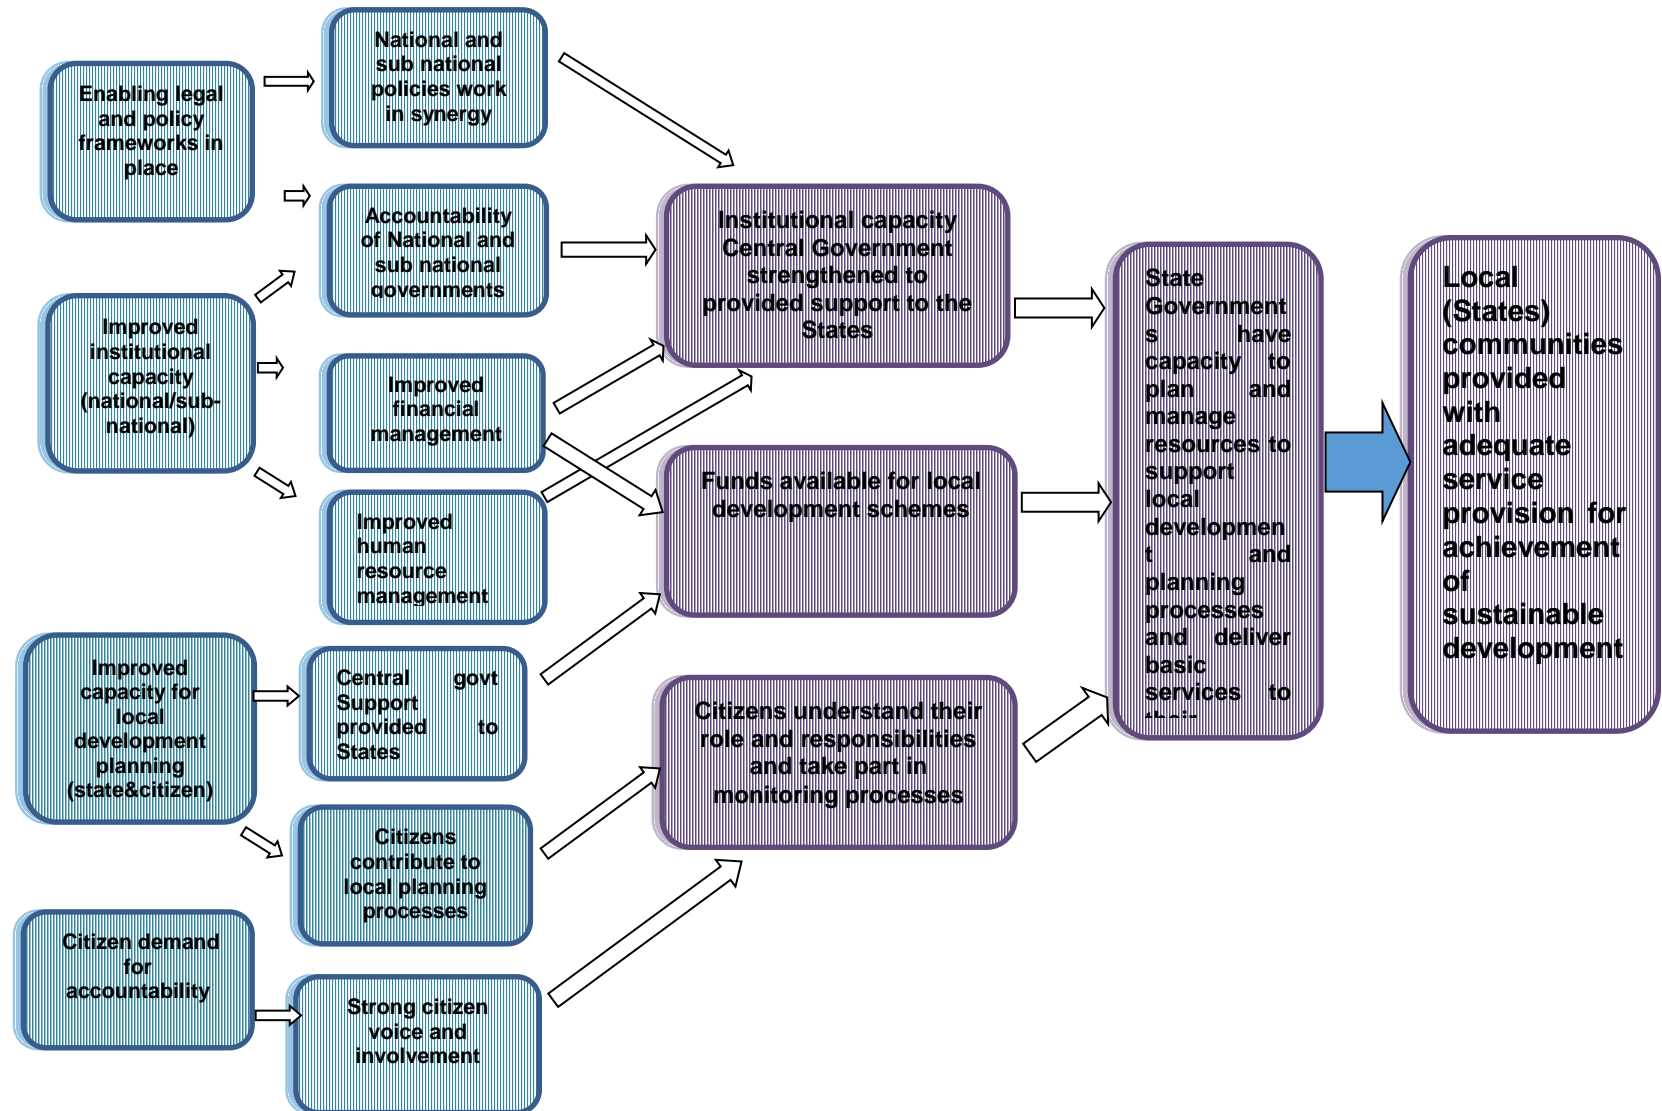 National and
sub national
policies work
in synergy
Enabling legal
and policy
frameworks in
place
Accountability
of National and
sub national
governments
Institutional capacity
Central Government
strengthened to
provided support to the
States
State
Government
s have
capacity to
plan and
manage
resources to
support
local
developmen
t and
planning
processes
and deliver
basic
services to
Local
(States)
communities
provided
with
adequate
service
provision for
achievement
of
sustainable
development
Improved
institutional
capacity
(national/sub-
national)
Improved
financial
management
Funds available for local
development schemes
Improved
human
resource
management
Improved
capacity for
local
development
planning
(state&citizen)
Central govt
Support
provided to
States
Citizens understand their
role and responsibilities
and take part in
monitoring processes
Citizens
contribute to
local planning
processes
Citizen demand
for
accountability
Strong citizen
voice and
involvement